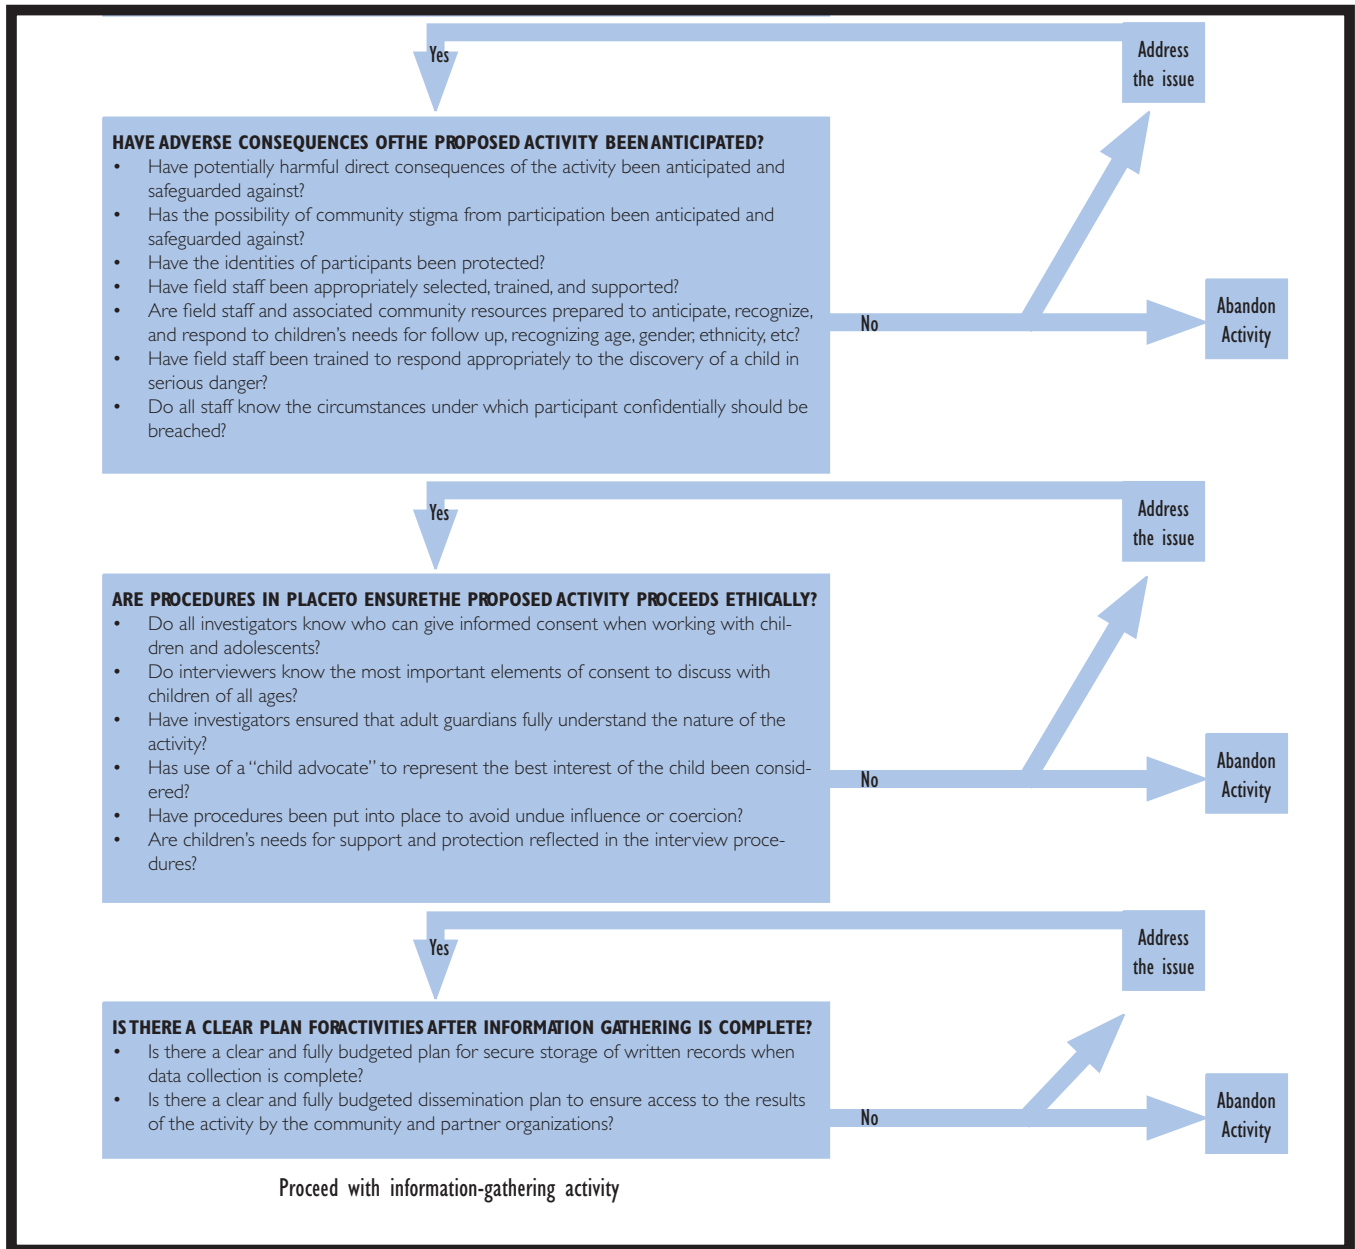 Yes
Address
the issue
HAVE ADVERSE CONSEQUENCES OFTHE PROPOSED ACTIVITY BEEN ANTICIPATED?
• Have potentially harmful direct consequences of the activity been anticipated and
safeguarded against?
• Has the possibility of community stigma from participation been anticipated and
safeguarded against?
• Have the identities of participants been protected?
• Have field staff been appropriately selected, trained, and supported?
• Are field staff and associated community resources prepared to anticipate, recognize,
and respond to children's needs for follow up, recognizing age, gender, ethnicity, etc?
• Have field staff been trained to respond appropriately to the discovery of a child in
serious danger?
• Do all staff know the circumstances under which participant confidentially should be
breached?
No
Abandon
Activity
Yes
Address
the issue
ARE PROCEDURES IN PLACETO ENSURETHE PROPOSED ACTIVITY PROCEEDS ETHICALLY?
• Do all investigators know who can give informed consent when working with chil-
dren and adolescents?
• Do interviewers know the most important elements of consent to discuss with
children of all ages?
• Have investigators ensured that adult guardians fully understand the nature of the
activity?
• Has use of a "child advocate" to represent the best interest of the child been consid-
ered?
• Have procedures been put into place to avoid undue influence or coercion?
• Are children's needs for support and protection reflected in the interview proce-
dures?
No
Abandon
Activity
Yes
Address
the issue
IS THERE A CLEAR PLAN FORACTIVITIES AFTER INFORMATION GATHERING IS COMPLETE?
• Is there a clear and fully budgeted plan for secure storage of written records when
data collection is complete?
• Is there a clear and fully budgeted dissemination plan to ensure access to the results
of the activity by the community and partner organizations?
No
Abandon
Activity
Proceed with information-gathering activity